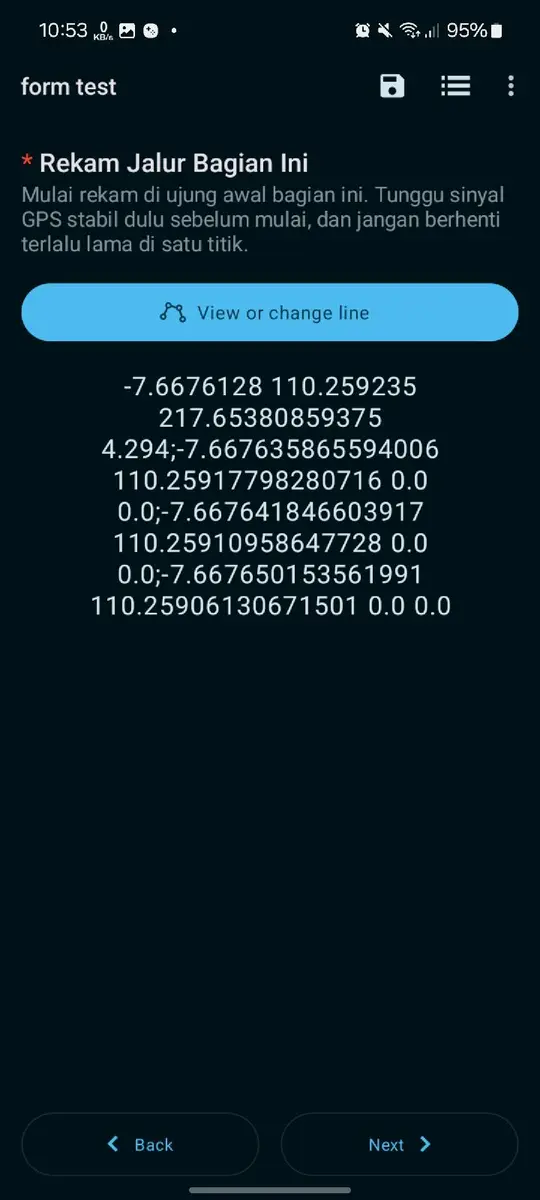 10:53 0 KB/s 95%
form test
* Rekam Jalur Bagian Ini
Mulai rekam di ujung awal bagian ini. Tunggu sinyal
GPS stabil dulu sebelum mulai, dan jangan berhenti
terlalu lama di satu titik.
View or change line
-7.6676128 110.259235
217.65380859375
4.294;-7.667635865594006
110.25917798280716 0.0
0.0;-7.667641846603917
110.25910958647728 0.0
0.0;-7.667650153561991
110.25906130671501 0.0 0.0
Back
Next